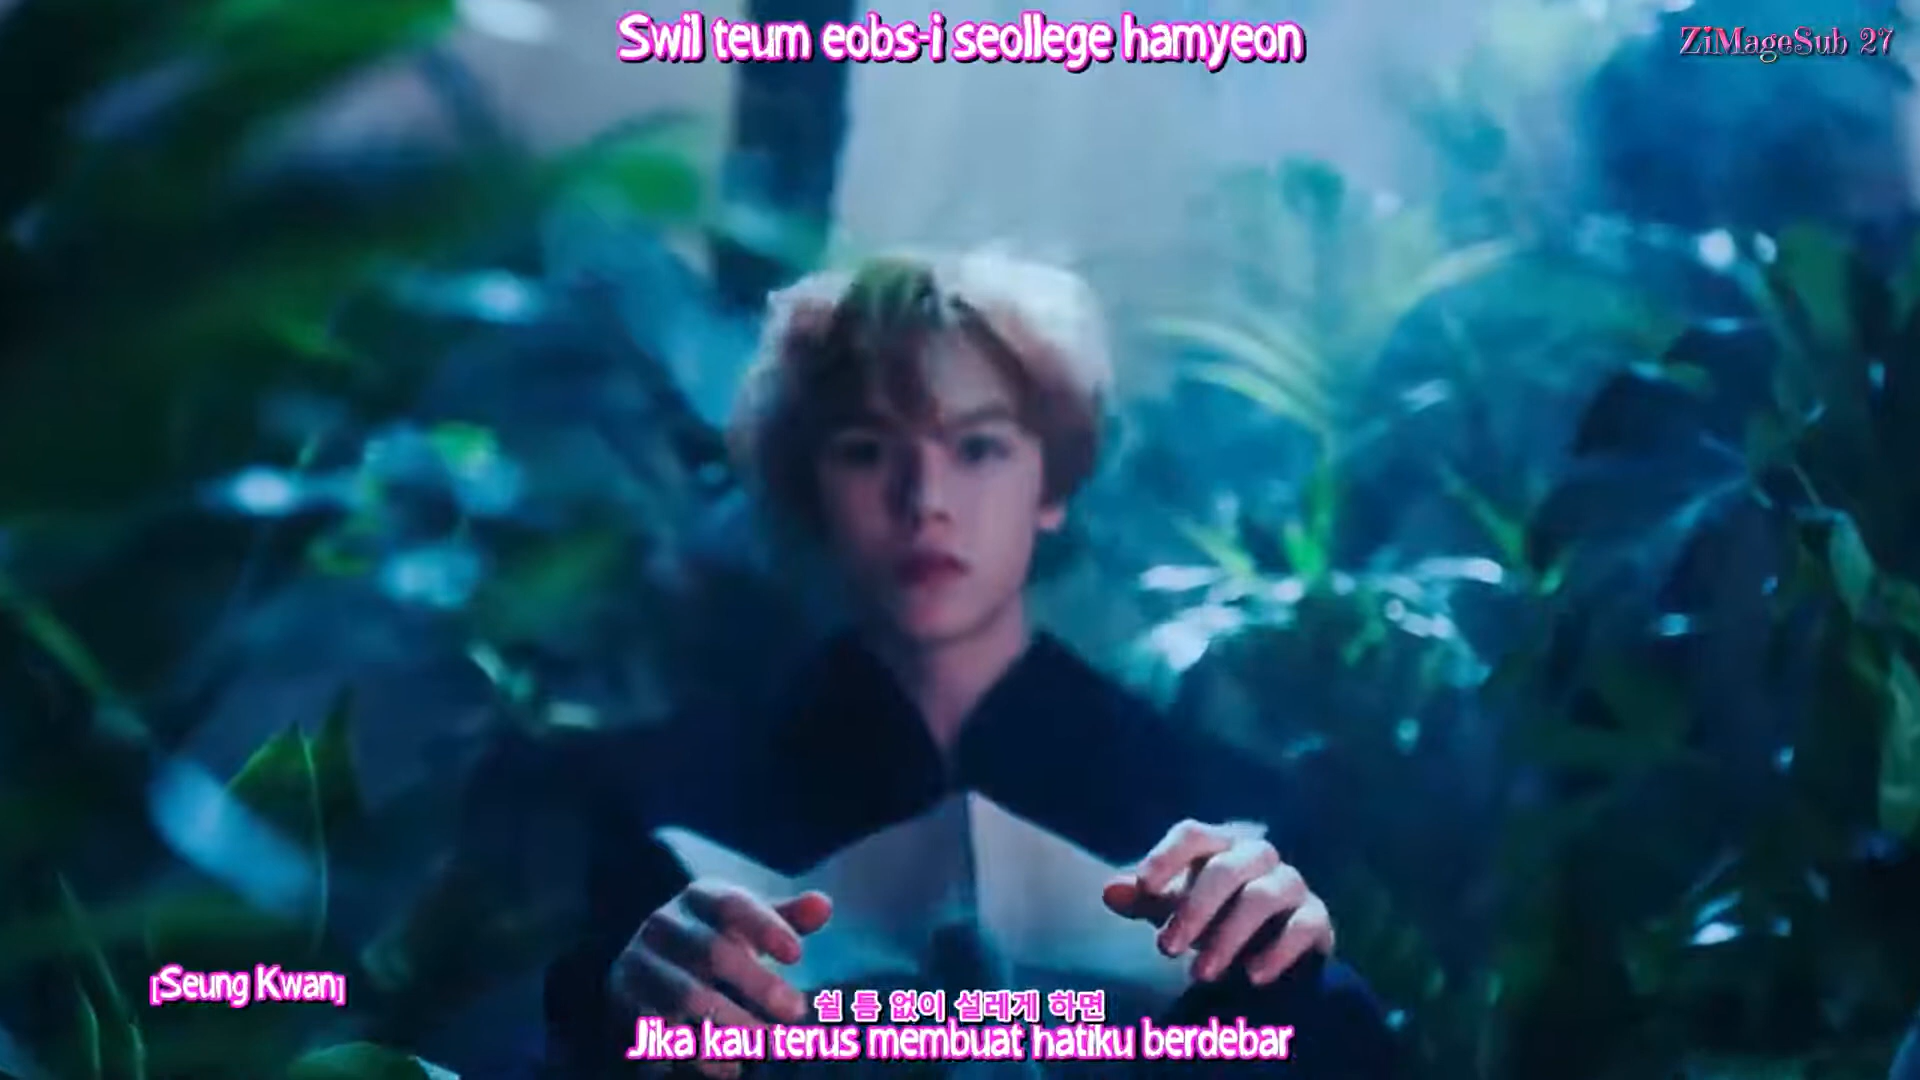 Swil teum eobs-i seollege hamyeon
ZiMageSub 27
[Seung Kwan]
쉴 틈 없이 설레게 하면
Jika kau terus membuat hatiku berdebar